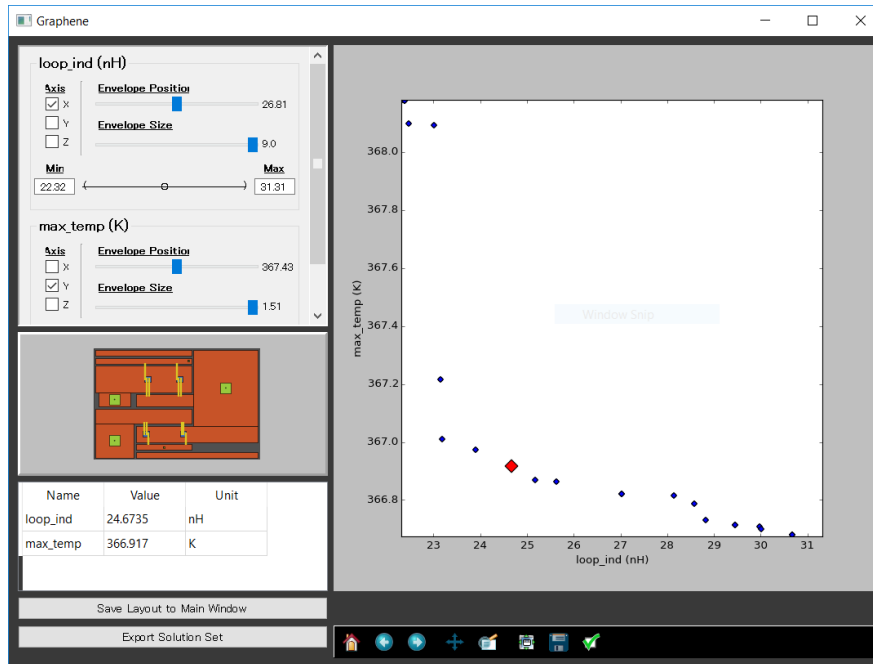 Graphene
loop_ind (nH)
Axis Envelope Position
X 26.81
Y Envelope Size
Z 9.0
Min Max
22.32 31.31
max_temp (K)
Axis Envelope Position
X 367.43
Y Envelope Size
Z 1.51
Name Value Unit
loop_ind 24.6735 nH
max_temp 366.917 K
Save Layout to Main Window
Export Solution Set
368.0
367.8
367.6
367.4
367.2
367.0
366.8
max_temp (K)
Window Snip
23 24 25 26 27 28 29 30 31
loop_ind (nH)